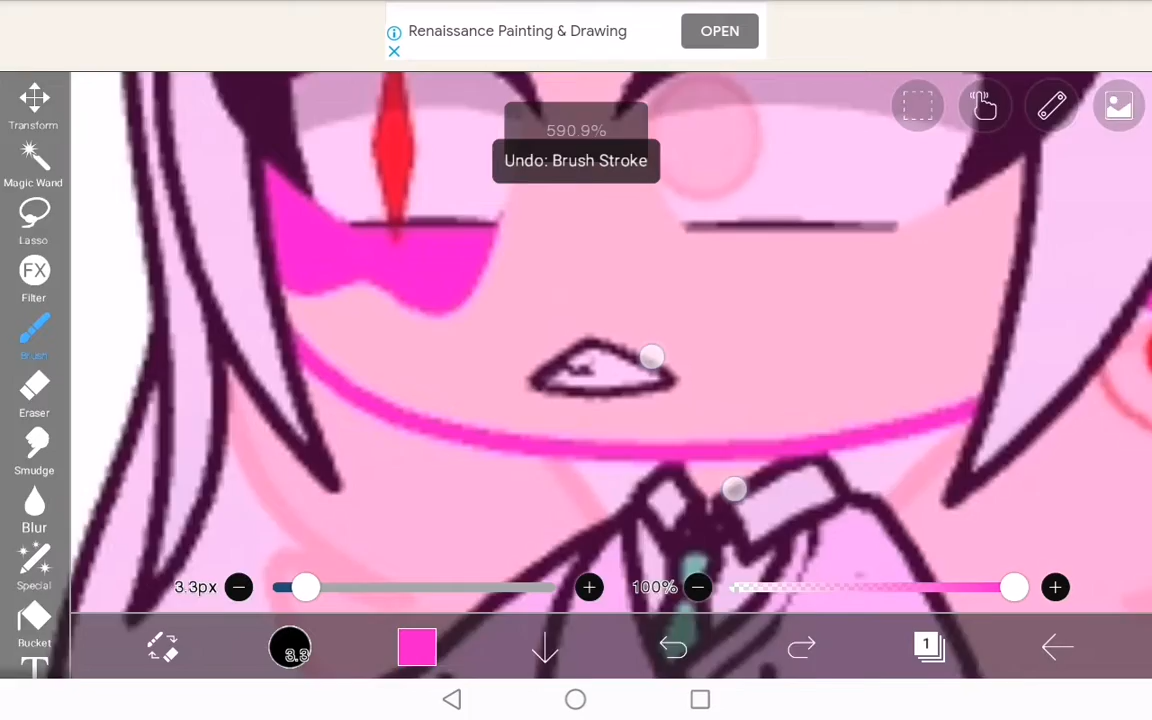 Renaissance Painting & Drawing
OPEN
Transform
590.9%
Undo: Brush Stroke
Magic Wand
Lasso
FX
Filter
Brush
Eraser
Smudge
Blur
Special
3.3px
100%
Bucket
T
3.3
1